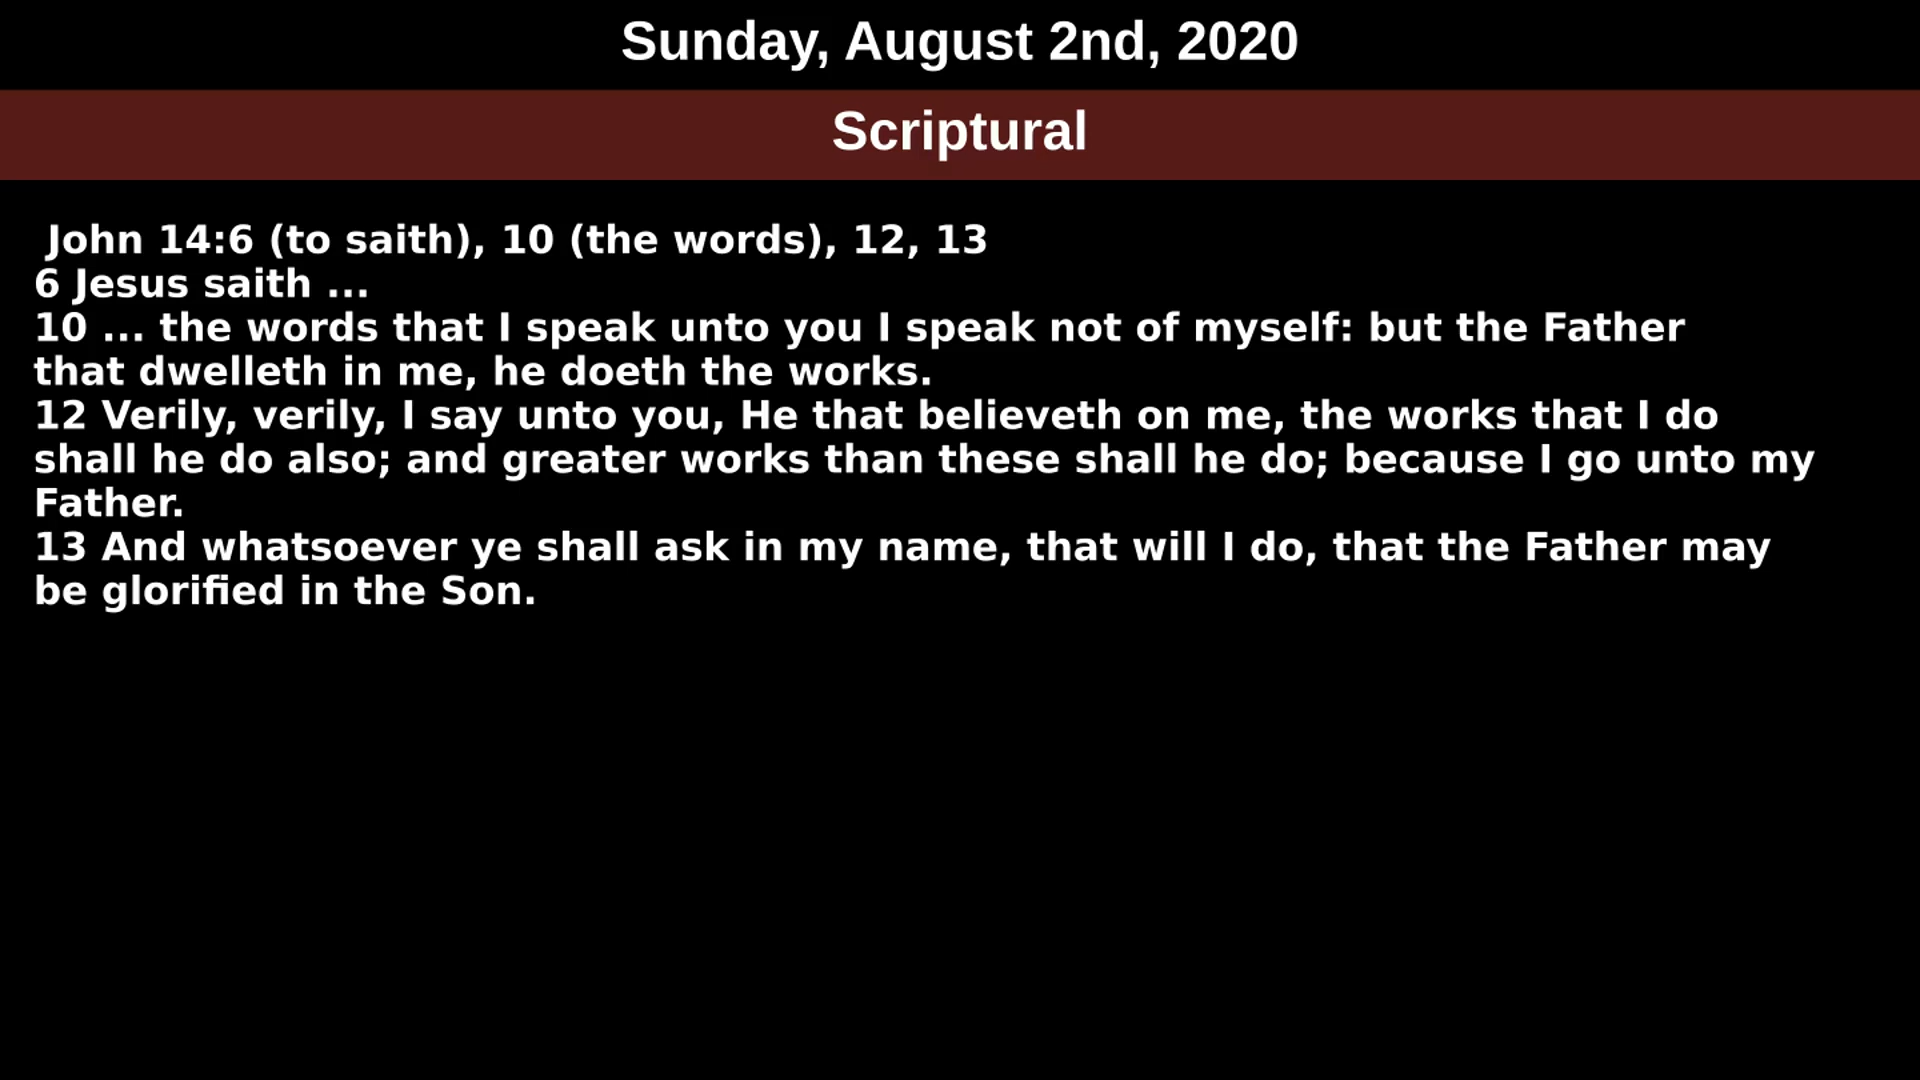 Sunday, August 2nd, 2020
Scriptural
John 14:6 (to saith), 10 (the words), 12, 13
6 Jesus saith ...
10 ... the words that I speak unto you I speak not of myself: but the Father
that dwelleth in me, he doeth the works.
12 Verily, verily, I say unto you, He that believeth on me, the works that I do
shall he do also; and greater works than these shall he do; because I go unto my
Father.
13 And whatsoever ye shall ask in my name, that will I do, that the Father may
be glorified in the Son.